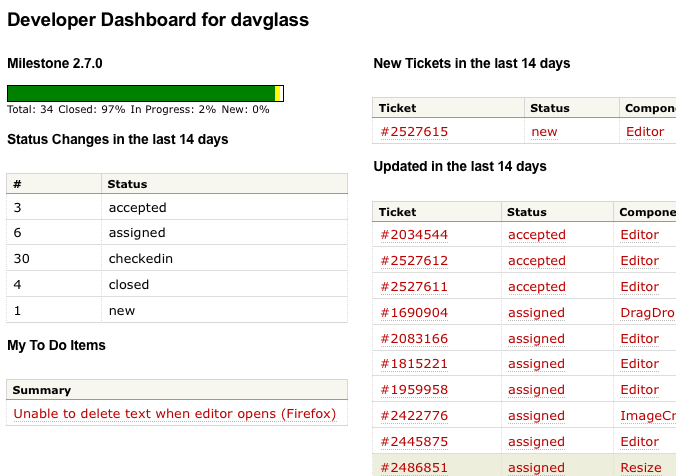 Developer Dashboard for davglass
Milestone 2.7.0
Total: 34 Closed: 97% In Progress: 2% New: 0%
Status Changes in the last 14 days
# Status
3 accepted
6 assigned
30 checkedin
4 closed
1 new
My To Do Items
Summary
Unable to delete text when editor opens (Firefox)
New Tickets in the last 14 days
Ticket Status Compon
#2527615 new Editor
Updated in the last 14 days
Ticket Status Compone
#2034544 accepted Editor
#2527612 accepted Editor
#2527611 accepted Editor
#1690904 assigned DragDro
#2083166 assigned Editor
#1815221 assigned Editor
#1959958 assigned Editor
#2422776 assigned ImageCr
#2445875 assigned Editor
#2486851 assigned Resize